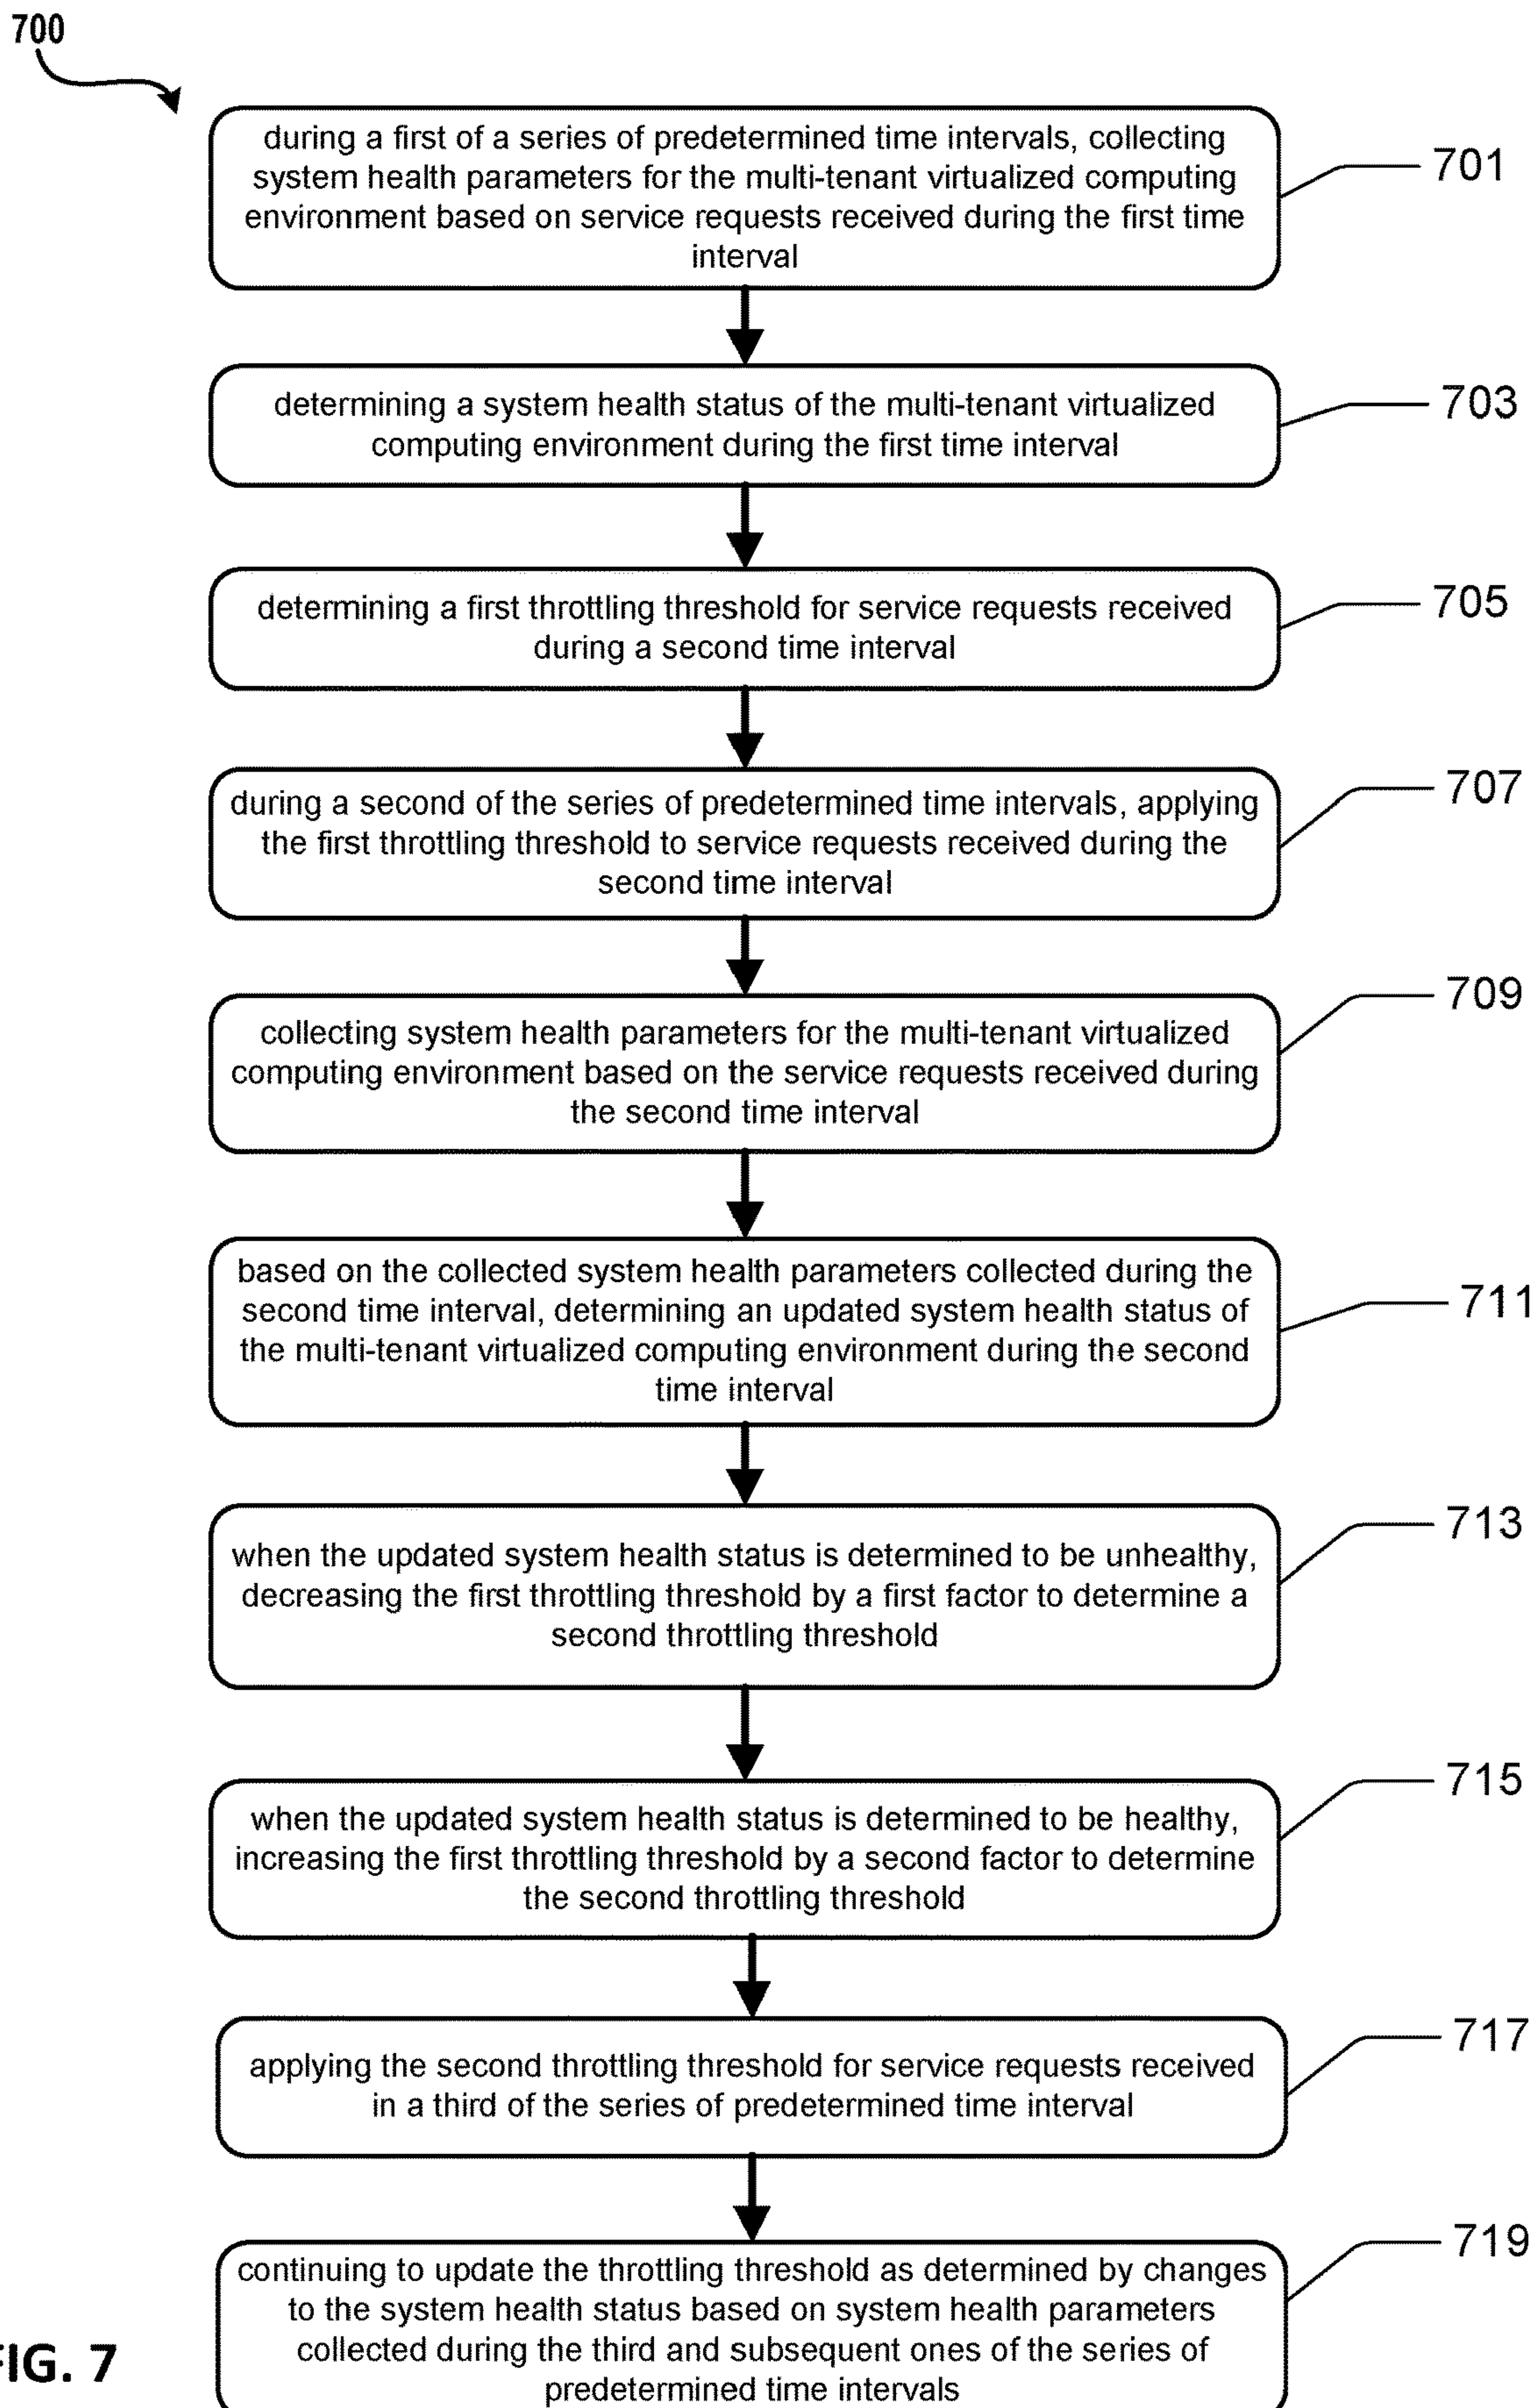 700
during a first of a series of predetermined time intervals, collecting
system health parameters for the multi-tenant virtualized computing
environment based on service requests received during the first time
interval
701
determining a system health status of the multi-tenant virtualized
computing environment during the first time interval
703
determining a first throttling threshold for service requests received
during a second time interval
705
during a second of the series of predetermined time intervals, applying
the first throttling threshold to service requests received during the
second time interval
707
collecting system health parameters for the multi-tenant virtualized
computing environment based on the service requests received during
the second time interval
709
based on the collected system health parameters collected during the
second time interval, determining an updated system health status of
the multi-tenant virtualized computing environment during the second
time interval
711
when the updated system health status is determined to be unhealthy,
decreasing the first throttling threshold by a first factor to determine a
second throttling threshold
713
when the updated system health status is determined to be healthy,
increasing the first throttling threshold by a second factor to determine
the second throttling threshold
715
applying the second throttling threshold for service requests received
in a third of the series of predetermined time interval
717
continuing to update the throttling threshold as determined by changes
to the system health status based on system health parameters
collected during the third and subsequent ones of the series of
predetermined time intervals
719
FIG. 7